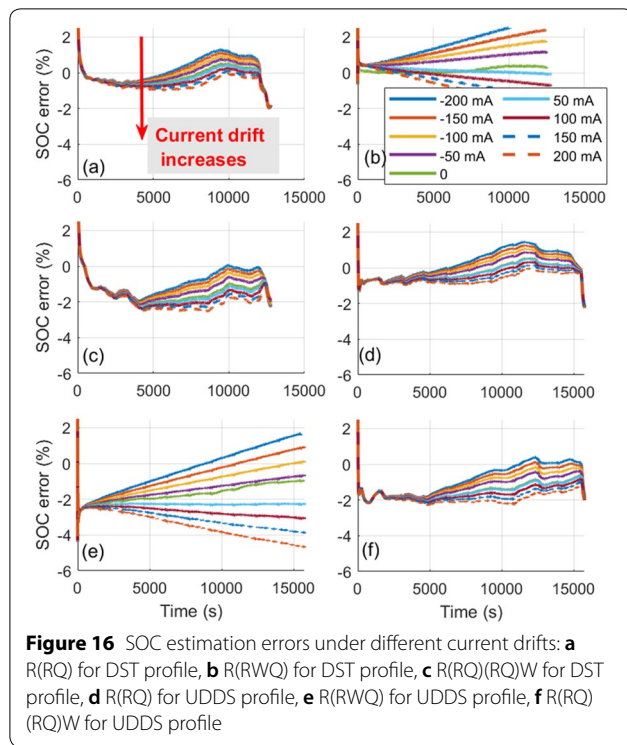 2
0
-2
-4
-6
SOC error (%)
Current drift
increases
(a)
0 5000 10000 15000
2
0
-200 mA 50 mA
-150 mA 100 mA
-100 mA 150 mA
-50 mA 200 mA
0
-6
(b)
0 5000 10000 15000
2
0
-2
-4
-6
SOC error (%)
(c)
0 5000 10000 15000
2
0
-2
-4
-6
(d)
0 5000 10000 15000
2
0
-2
-4
-6
SOC error (%)
(e)
0 5000 10000 15000
Time (s)
2
0
-2
-4
-6
(f)
0 5000 10000 15000
Time (s)
Figure 16 SOC estimation errors under different current drifts: a
R(RQ) for DST profile, b R(RWQ) for DST profile, c R(RQ)(RQ)W for DST
profile, d R(RQ) for UDDS profile, e R(RWQ) for UDDS profile, f R(RQ)
(RQ)W for UDDS profile